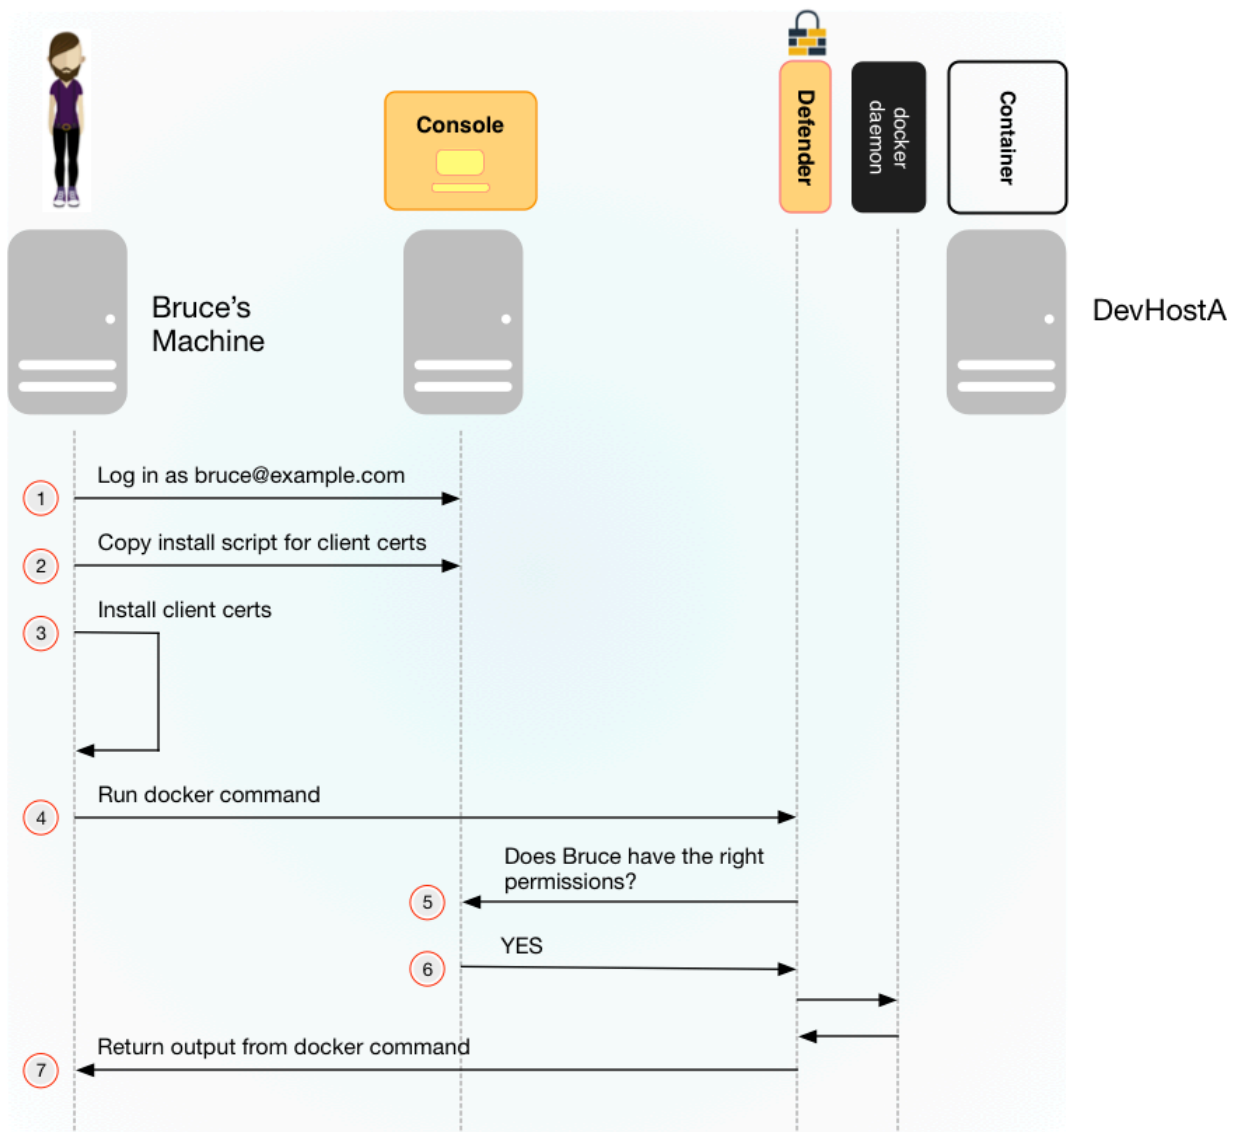 Console
Defender
docker
daemon
Container
Bruce's
Machine
DevHostA
Log in as bruce@example.com
1
Copy install script for client certs
2
Install client certs
3
Run docker command
4
Does Bruce have the right
permissions?
5
YES
6
Return output from docker command
7